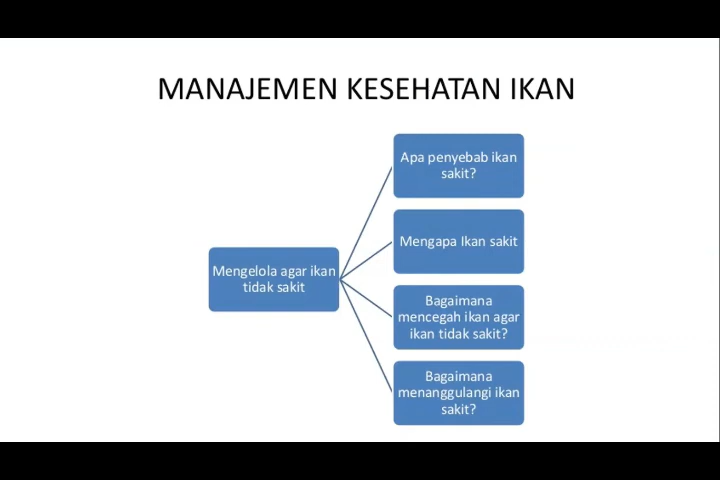 MANAJEMEN KESEHATAN IKAN
Mengelola agar ikan
tidak sakit
Apa penyebab ikan
sakit?
Mengapa Ikan sakit
Bagaimana
mencegah ikan agar
ikan tidak sakit?
Bagaimana
menanggulangi ikan
sakit?